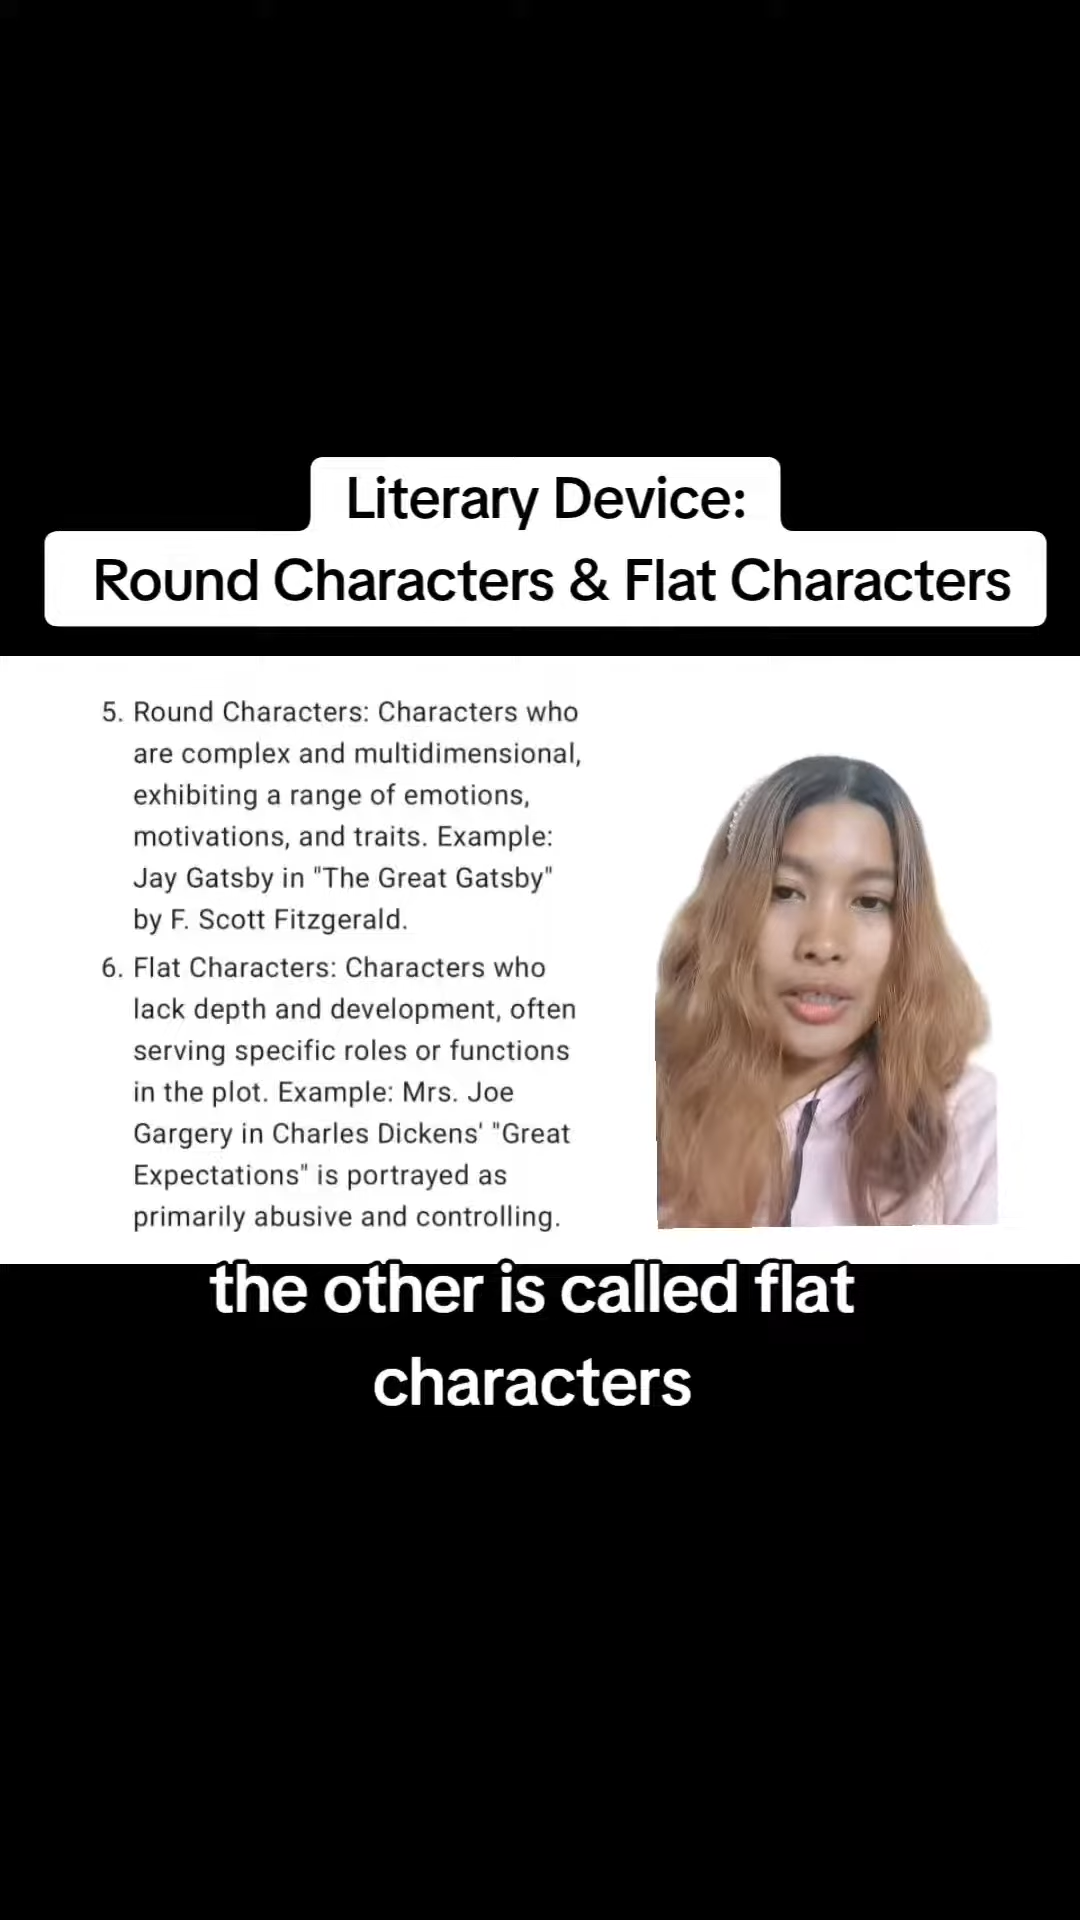 Literary Device:
Round Characters & Flat Characters
5. Round Characters: Characters who
are complex and multidimensional,
exhibiting a range of emotions,
motivations, and traits. Example:
Jay Gatsby in "The Great Gatsby"
by F. Scott Fitzgerald.
6. Flat Characters: Characters who
lack depth and development, often
serving specific roles or functions
in the plot. Example: Mrs. Joe
Gargery in Charles Dickens' "Great
Expectations" is portrayed as
primarily abusive and controlling.
the other is called flat
characters